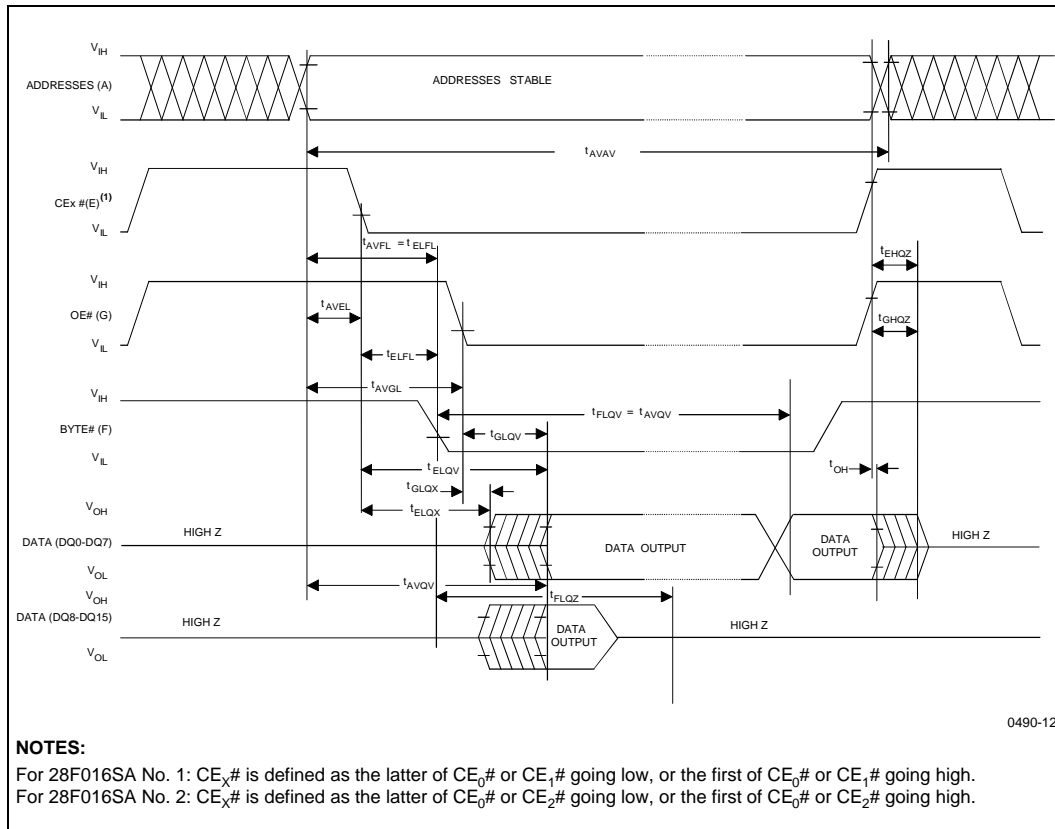 VIH
ADDRESSES (A)
VIL
ADDRESSES STABLE
tAVAV
VIH
CEx #(E)(1)
VIL
tAVFL = tELFL
tEHQZ
VIH
OE# (G)
VIL
tAVEL
tGHQZ
tELFL
tAVGL
VIH
BYTE# (F)
VIL
tFLQV = tAVQV
tGLQV
tELQV
tOH
tGLQX
tELQX
VOH
DATA (DQ0-DQ7)
VOL
HIGH Z
DATA OUTPUT
DATA
OUTPUT
HIGH Z
tAVQV
tFLQZ
VOH
DATA (DQ8-DQ15)
VOL
HIGH Z
DATA
OUTPUT
HIGH Z
0490-12
NOTES:
For 28F016SA No. 1: CEX# is defined as the latter of CE0# or CE1# going low, or the first of CE0# or CE1# going high.
For 28F016SA No. 2: CEX# is defined as the latter of CE0# or CE2# going low, or the first of CE0# or CE2# going high.